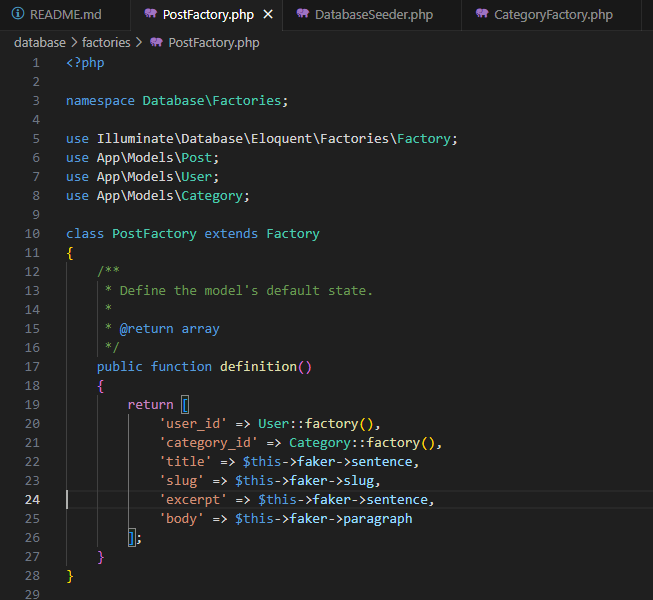 README.md PostFactory.php DatabaseSeeder.php CategoryFactory.php
database > factories > PostFactory.php
1 <?php
2
3 namespace Database\Factories;
4
5 use Illuminate\Database\Eloquent\Factories\Factory;
6 use App\Models\Post;
7 use App\Models\User;
8 use App\Models\Category;
9
10 class PostFactory extends Factory
11 {
12     /**
13      * Define the model's default state.
14      *
15      * @return array
16      */
17     public function definition()
18     {
19         return [
20             'user_id' => User::factory(),
21             'category_id' => Category::factory(),
22             'title' => $this->faker->sentence,
23             'slug' => $this->faker->slug,
24             'excerpt' => $this->faker->sentence,
25             'body' => $this->faker->paragraph
26         ];
27     }
28 }
29